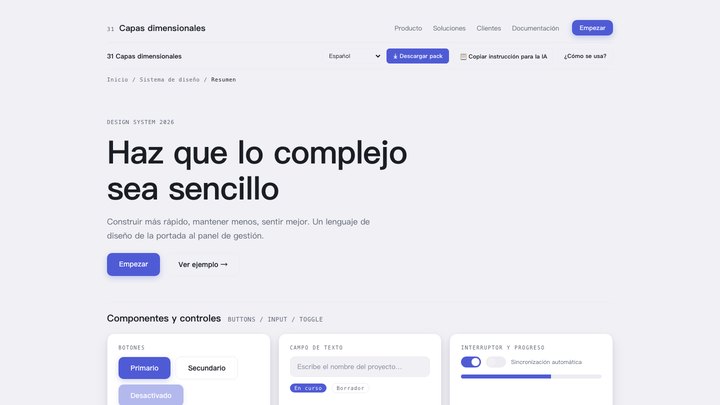 31 Capas dimensionales
Producto Soluciones Clientes Documentación Empezar
31 Capas dimensionales
Español Descargar pack Copiar instrucción para la IA ¿Cómo se usa?
Inicio / Sistema de diseño / Resumen
DESIGN SYSTEM 2026
Haz que lo complejo
sea sencillo
Construir más rápido, mantener menos, sentir mejor. Un lenguaje de
diseño de la portada al panel de gestión.
Empezar Ver ejemplo →
Componentes y controles BUTTONS / INPUT / TOGGLE
BOTONES
Primario Secundario
Desactivado
CAMPO DE TEXTO
Escribe el nombre del proyecto...
En curso Borrador
INTERRUPTOR Y PROGRESO
Sincronización automática